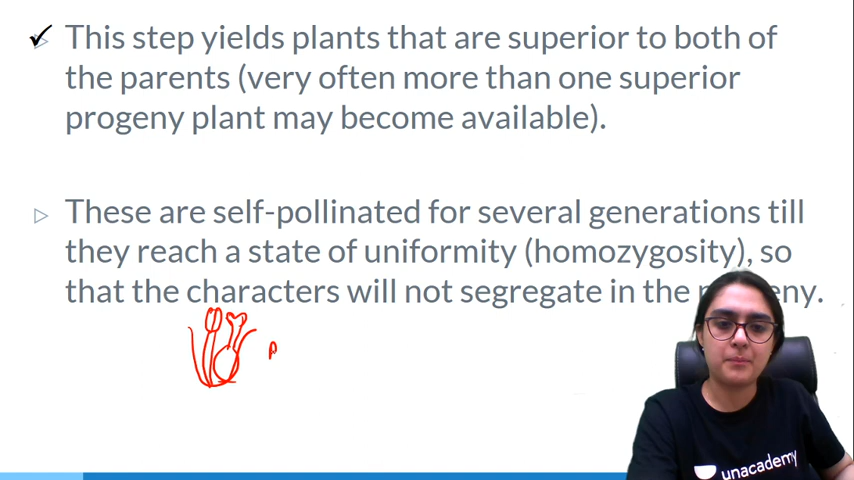 This step yields plants that are superior to both of
the parents (very often more than one superior
progeny plant may become available).
These are self-pollinated for several generations till
they reach a state of uniformity (homozygosity), so
that the characters will not segregate in the
unacademy